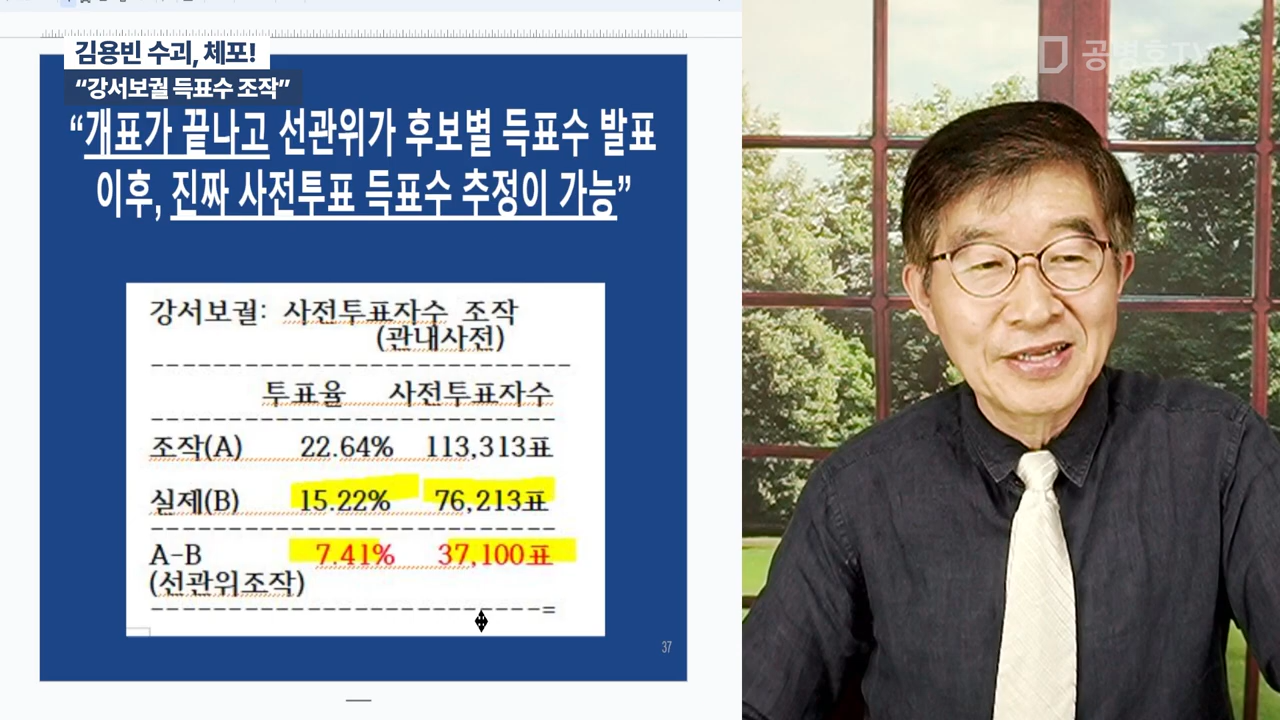 김용빈 수괴, 체포!
“강서보궐 득표수 조작”
“개표가 끝나고 선관위가 후보별 득표수 발표
이후, 진짜 사전투표 득표수 추정이 가능”
강서보궐: 사전투표자수 조작
(관내사전)
투표율 사전투표자수
조작(A) 22.64% 113,313표
실제(B) 15.22% 76,213표
A-B 7.41% 37,100표
(선관위조작)
37
공병호TV